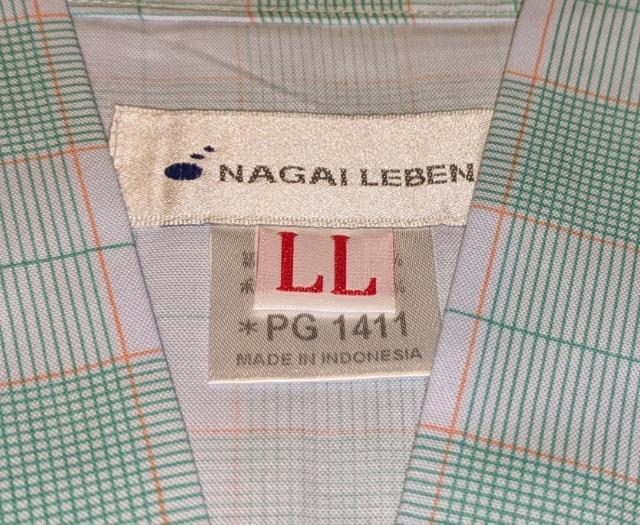 NAGAI LEBEN
LL
*PG 1411
MADE IN INDONESIA